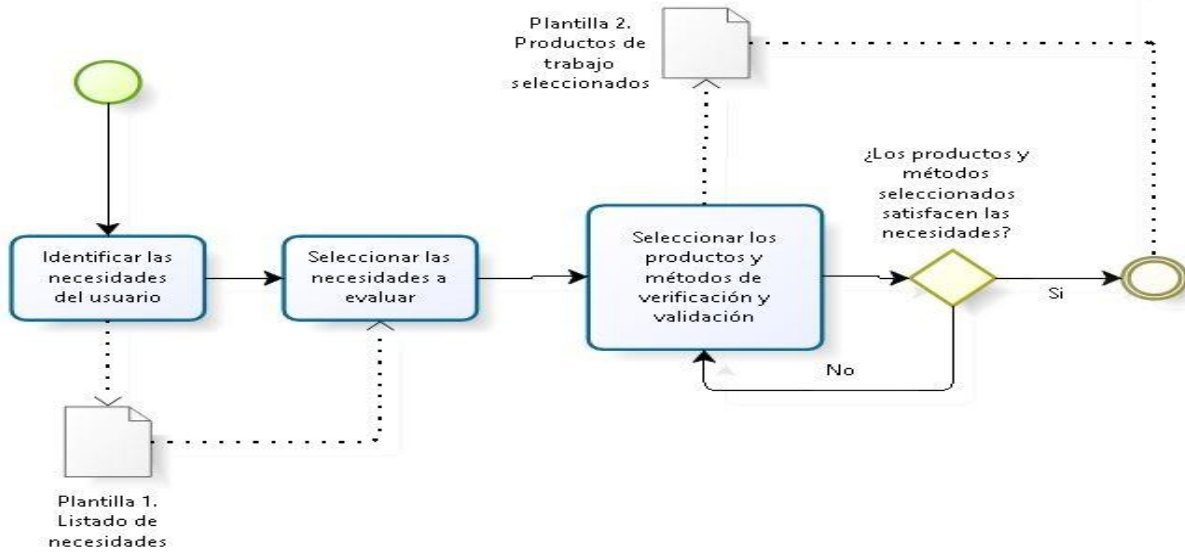 Plantilla 2.
Productos de
trabajo
seleccionados
¿Los productos y
métodos
seleccionados
satisfacen las
necesidades?
Identificar las
necesidades
del usuario
Seleccionar las
necesidades a
evaluar
Seleccionar los
productos y
métodos de
verificación y
validación
Si
No
Plantilla 1.
Listado de
necesidades